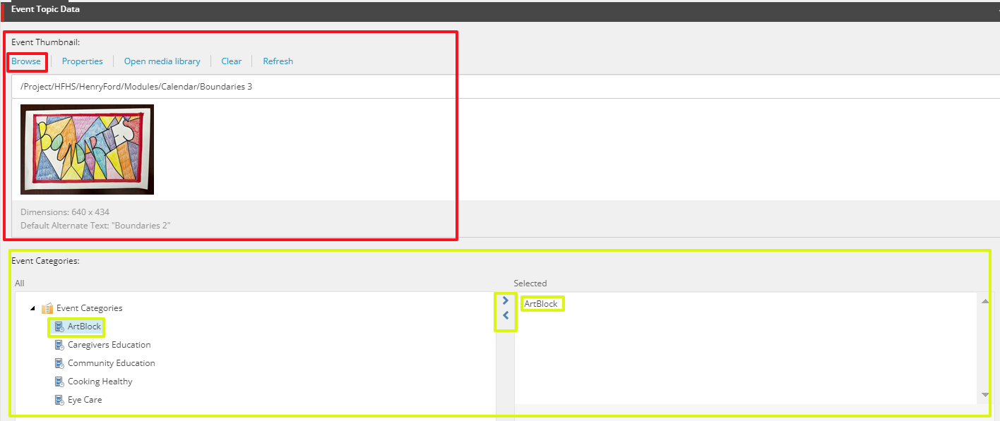 Event Topic Data
Event Thumbnail:
Browse Properties Open media library Clear Refresh
/Project/HFHS/HenryFord/Modules/Calendar/Boundaries 3
BOUNDARIES
Dimensions: 640 x 434
Default Alternate Text: "Boundaries 2"
Event Categories:
All
Selected
Event Categories
ArtBlock
ArtBlock
Caregivers Education
Community Education
Cooking Healthy
Eye Care